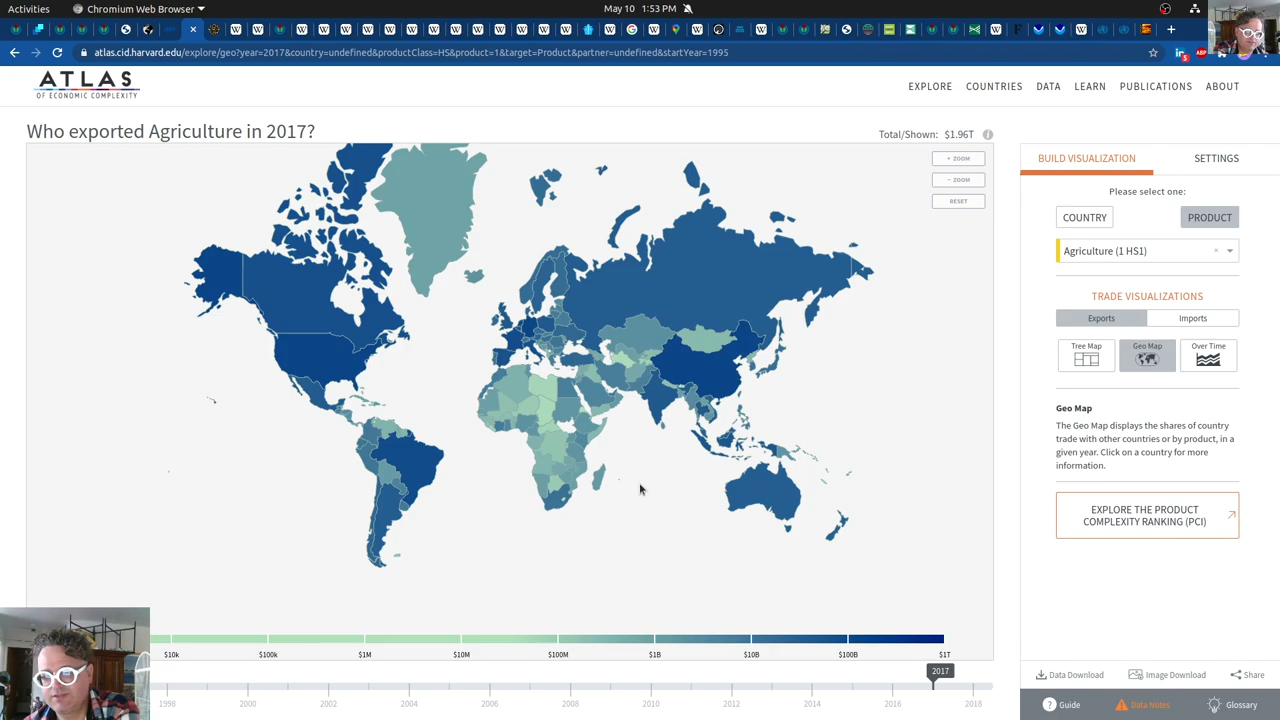 Activities
Chromium Web Browser
May 10 1:53 PM
atlas.cid.harvard.edu/explore/geo?year=2017&country=undefined&productClass=HS&product=1&target=Product&partner=undefined&startYear=1995
ATLAS
OF ECONOMIC COMPLEXITY
EXPLORE COUNTRIES DATA LEARN PUBLICATIONS ABOUT
Who exported Agriculture in 2017?
Total/Shown: $1.96T
+ ZOOM
- ZOOM
RESET
BUILD VISUALIZATION SETTINGS
Please select one:
COUNTRY PRODUCT
Agriculture (1 HS1)
TRADE VISUALIZATIONS
Exports Imports
Tree Map Geo Map Over Time
Geo Map
The Geo Map displays the shares of country
trade with other countries or by product, in a
given year. Click on a country for more
information.
EXPLORE THE PRODUCT
COMPLEXITY RANKING (PCI)
$10k $100k $1M $10M $100M $1B $10B $100B $1T
2017
1998 2000 2002 2004 2006 2008 2010 2012 2014 2016 2018
Data Download Image Download Share
Guide Data Notes Glossary